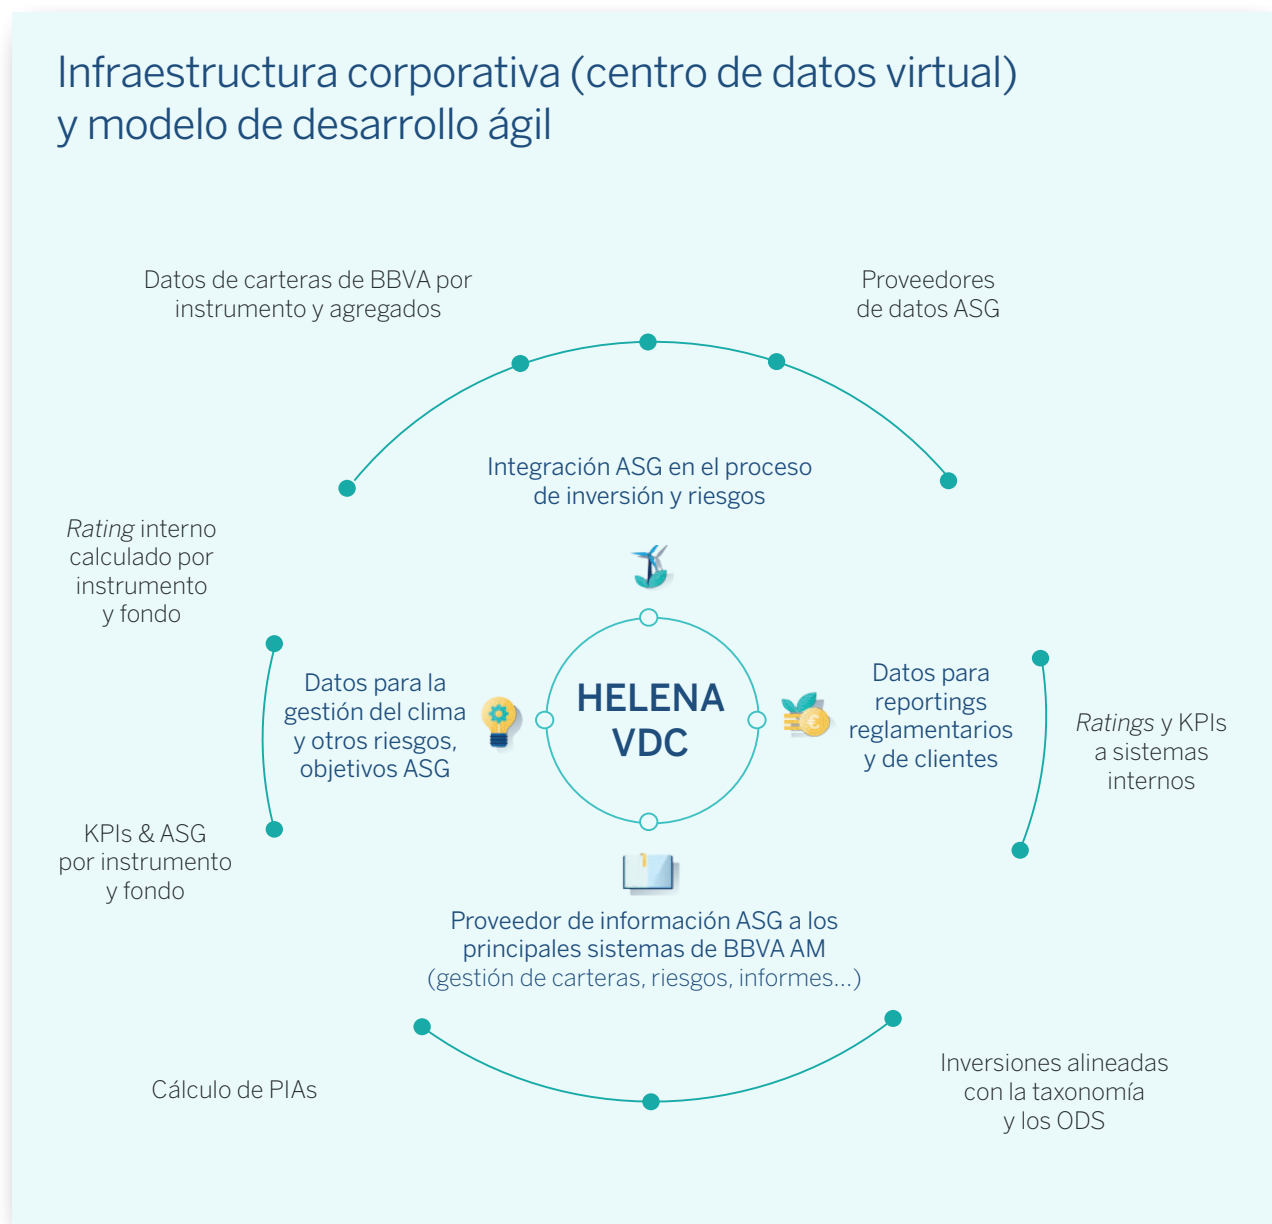 Infraestructura corporativa (centro de datos virtual)
y modelo de desarrollo ágil
Datos de carteras de BBVA por
instrumento y agregados
Proveedores
de datos ASG
Integración ASG en el proceso
de inversión y riesgos
Rating interno
calculado por
instrumento
y fondo
Datos para la
gestión del clima
y otros riesgos,
objetivos ASG
HELENA
VDC
Datos para
reportings
reglamentarios
y de clientes
Ratings y KPIs
a sistemas
internos
KPIs & ASG
por instrumento
y fondo
Proveedor de información ASG a los
principales sistemas de BBVA AM
(gestión de carteras, riesgos, informes...)
Cálculo de PIAs
Inversiones alineadas
con la taxonomía
y los ODS